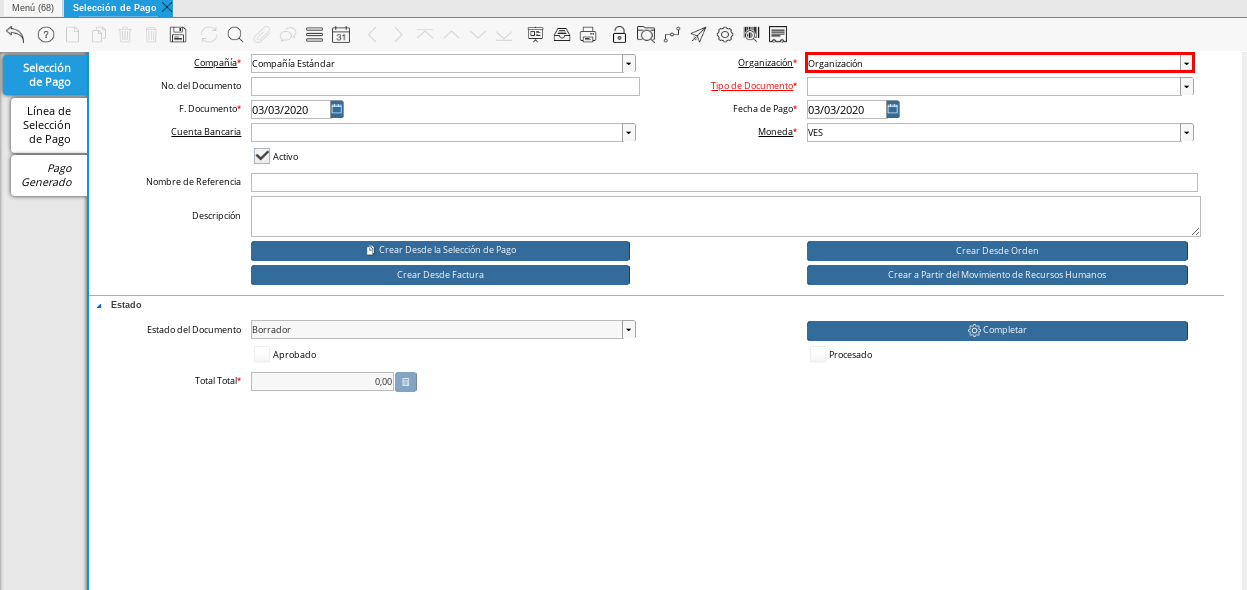 Menú (68) Selección de Pago
31
Selección
de Pago
Línea de
Selección
de Pago
Pago
Generado
Compañía* Compañía Estándar Organización* Organización
No. del Documento Tipo de Documento*
F. Documento* 03/03/2020 Fecha de Pago* 03/03/2020
Cuenta Bancaria Moneda* VES
Activo
Nombre de Referencia
Descripción
Crear Desde la Selección de Pago Crear Desde Orden
Crear Desde Factura Crear a Partir del Movimiento de Recursos Humanos
Estado
Estado del Documento Borrador Completar
Aprobado Procesado
Total Total* 0,00